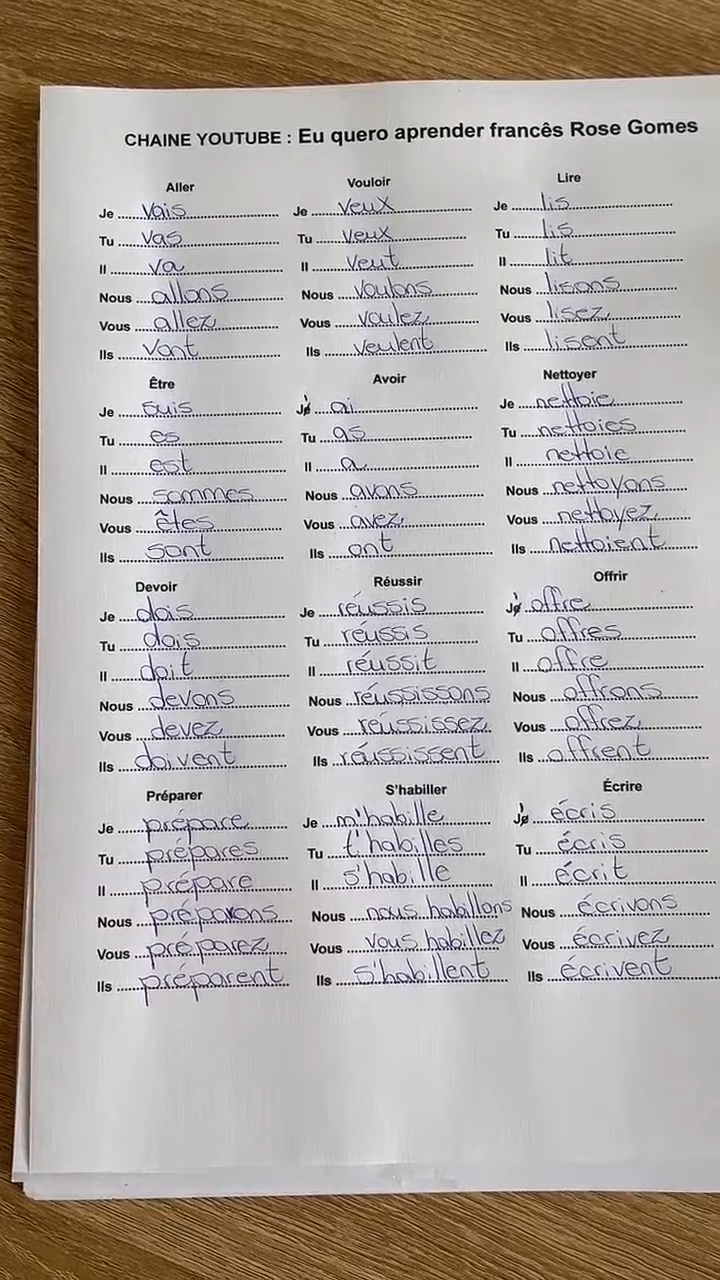 CHAINE YOUTUBE : Eu quero aprender francês Rose Gomes
Aller
Je ...... vais
Tu ...... vas
Il ...... va
Nous ...... allons
Vous ...... allez
Ils ...... vont
Vouloir
Je ...... veux
Tu ...... veux
Il ...... veut
Nous ...... voulons
Vous ...... voulez
Ils ...... veulent
Lire
Je ...... lis
Tu ...... lis
Il ...... lit
Nous ...... lisons
Vous ...... lisez
Ils ...... lisent
Être
Je ...... suis
Tu ...... es
Il ...... est
Nous ...... sommes
Vous ...... êtes
Ils ...... sont
Avoir
J' ...... ai
Tu ...... as
Il ...... a
Nous ...... avons
Vous ...... avez
Ils ...... ont
Nettoyer
Je ...... nettoie
Tu ...... nettoies
Il ...... nettoie
Nous ...... nettoyons
Vous ...... nettoyez
Ils ...... nettoient
Devoir
Je ...... dois
Tu ...... dois
Il ...... doit
Nous ...... devons
Vous ...... devez
Ils ...... doivent
Réussir
Je ...... réussis
Tu ...... réussis
Il ...... réussit
Nous ...... réussissons
Vous ...... réussissez
Ils ...... réussissent
Offrir
J' ...... offre
Tu ...... offres
Il ...... offre
Nous ...... offrons
Vous ...... offrez
Ils ...... offrent
Préparer
Je ...... prépare
Tu ...... prépares
Il ...... prépare
Nous ...... préparons
Vous ...... préparez
Ils ...... préparent
S'habiller
Je ...... m'habille
Tu ...... t'habilles
Il ...... s'habille
Nous ...... nous habillons
Vous ...... vous habillez
Ils ...... s'habillent
Écrire
J' ...... écris
Tu ...... écris
Il ...... écrit
Nous ...... écrivons
Vous ...... écrivez
Ils ...... écrivent